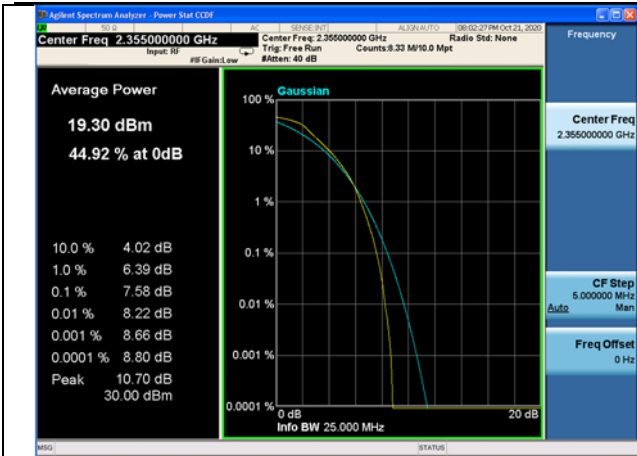 Agilent Spectrum Analyzer - Power Stat CCDF
50 Ω AC SENSE:INT ALIGN AUTO 08:02:27 PM Oct 21, 2020
Center Freq 2.355000000 GHz
Input: RF
#IFGain:Low
Center Freq: 2.355000000 GHz Radio Std: None
Trig: Free Run Counts:8.33 M/10.0 Mpt
#Atten: 40 dB
Frequency
Average Power
19.30 dBm
44.92 % at 0dB
10.0 % 4.02 dB
1.0 % 6.39 dB
0.1 % 7.58 dB
0.01 % 8.22 dB
0.001 % 8.66 dB
0.0001 % 8.80 dB
Peak 10.70 dB
30.00 dBm
Gaussian
100 %
10 %
1 %
0.1 %
0.01 %
0.001 %
0.0001 %
0 dB 20 dB
Info BW 25.000 MHz
Center Freq
2.355000000 GHz
CF Step
5.000000 MHz
Auto Man
Freq Offset
0 Hz
MSG STATUS